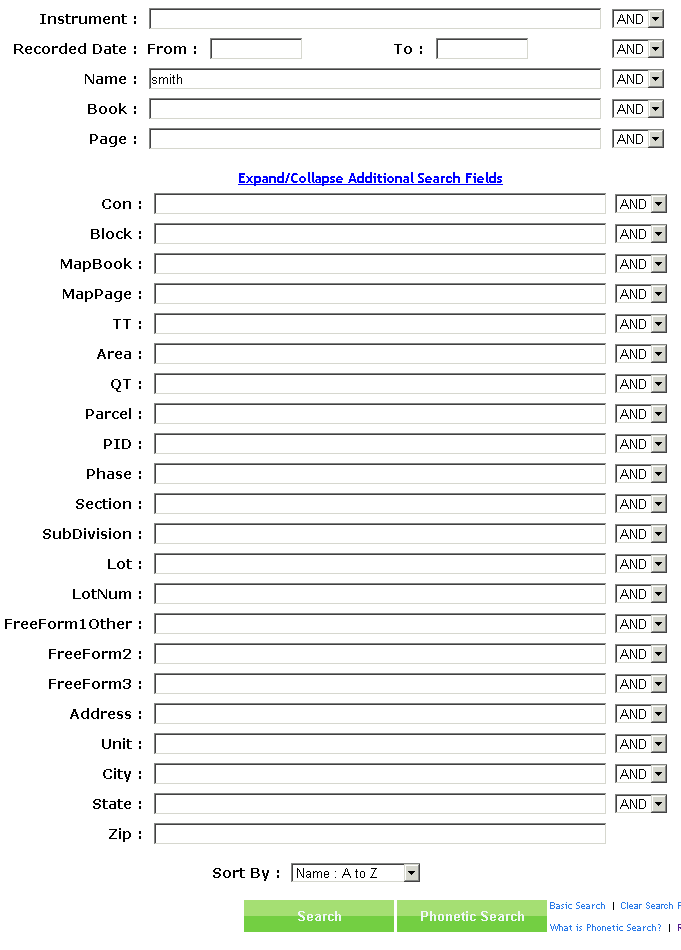 Instrument : AND
Recorded Date : From : To : AND
Name : smith AND
Book : AND
Page : AND
Expand/Collapse Additional Search Fields
Con : AND
Block : AND
MapBook : AND
MapPage : AND
TT : AND
Area : AND
QT : AND
Parcel : AND
PID : AND
Phase : AND
Section : AND
SubDivision : AND
Lot : AND
LotNum : AND
FreeForm1Other : AND
FreeForm2 : AND
FreeForm3 : AND
Address : AND
Unit : AND
City : AND
State : AND
Zip :
Sort By : Name : A to Z
Search Phonetic Search Basic Search | Clear Search F
What is Phonetic Search? | R